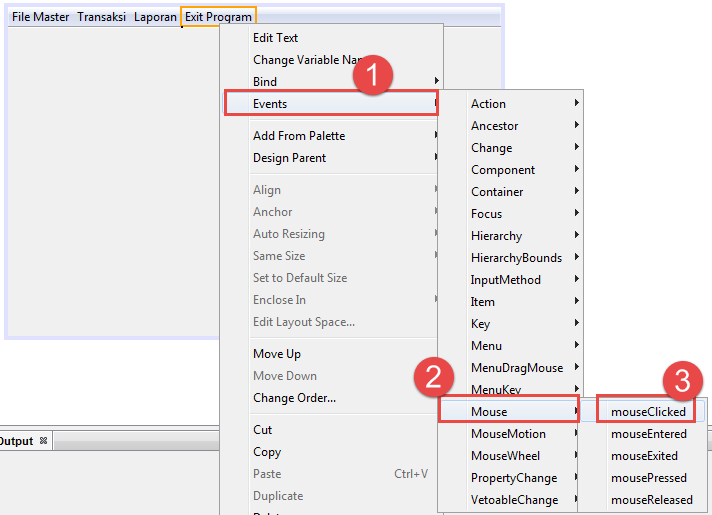 File Master Transaksi Laporan Exit Program
Edit Text
Change Variable Na
1
Bind
Events
Add From Palette
Design Parent
Align
Anchor
Auto Resizing
Same Size
Set to Default Size
Enclose In
Edit Layout Space...
Move Up
Move Down
Change Order...
Cut
Copy
Paste Ctrl+V
Duplicate
Action
Ancestor
Change
Component
Container
Focus
Hierarchy
HierarchyBounds
InputMethod
Item
Key
Menu
MenuDragMouse
MenuKey
2
Mouse
MouseMotion
MouseWheel
PropertyChange
VetoableChange
3
mouseClicked
mouseEntered
mouseExited
mousePressed
mouseReleased
Output